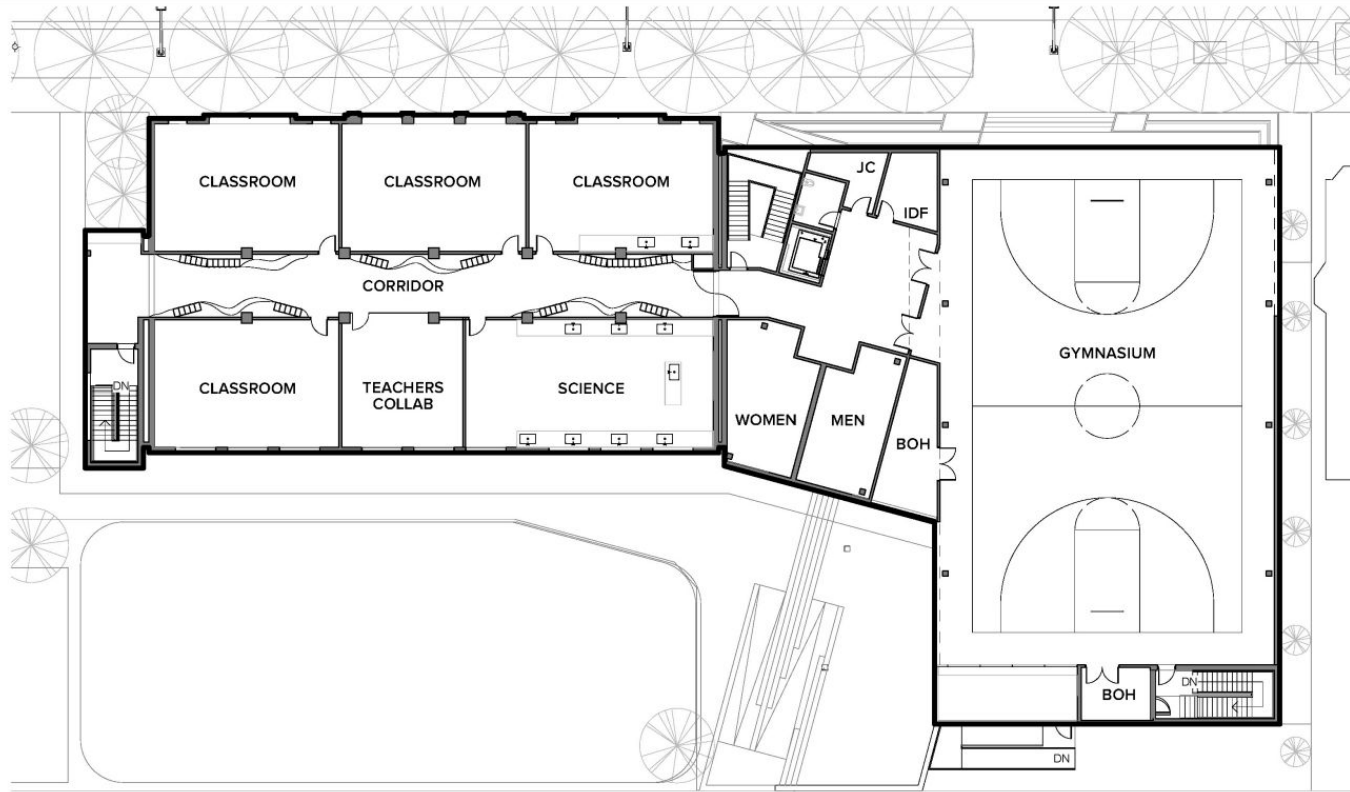 CLASSROOM
CLASSROOM
CLASSROOM
JC
IDF
CORRIDOR
GYMNASIUM
DN
CLASSROOM
TEACHERS
COLLAB
SCIENCE
WOMEN
MEN
BOH
DN
BOH
DN